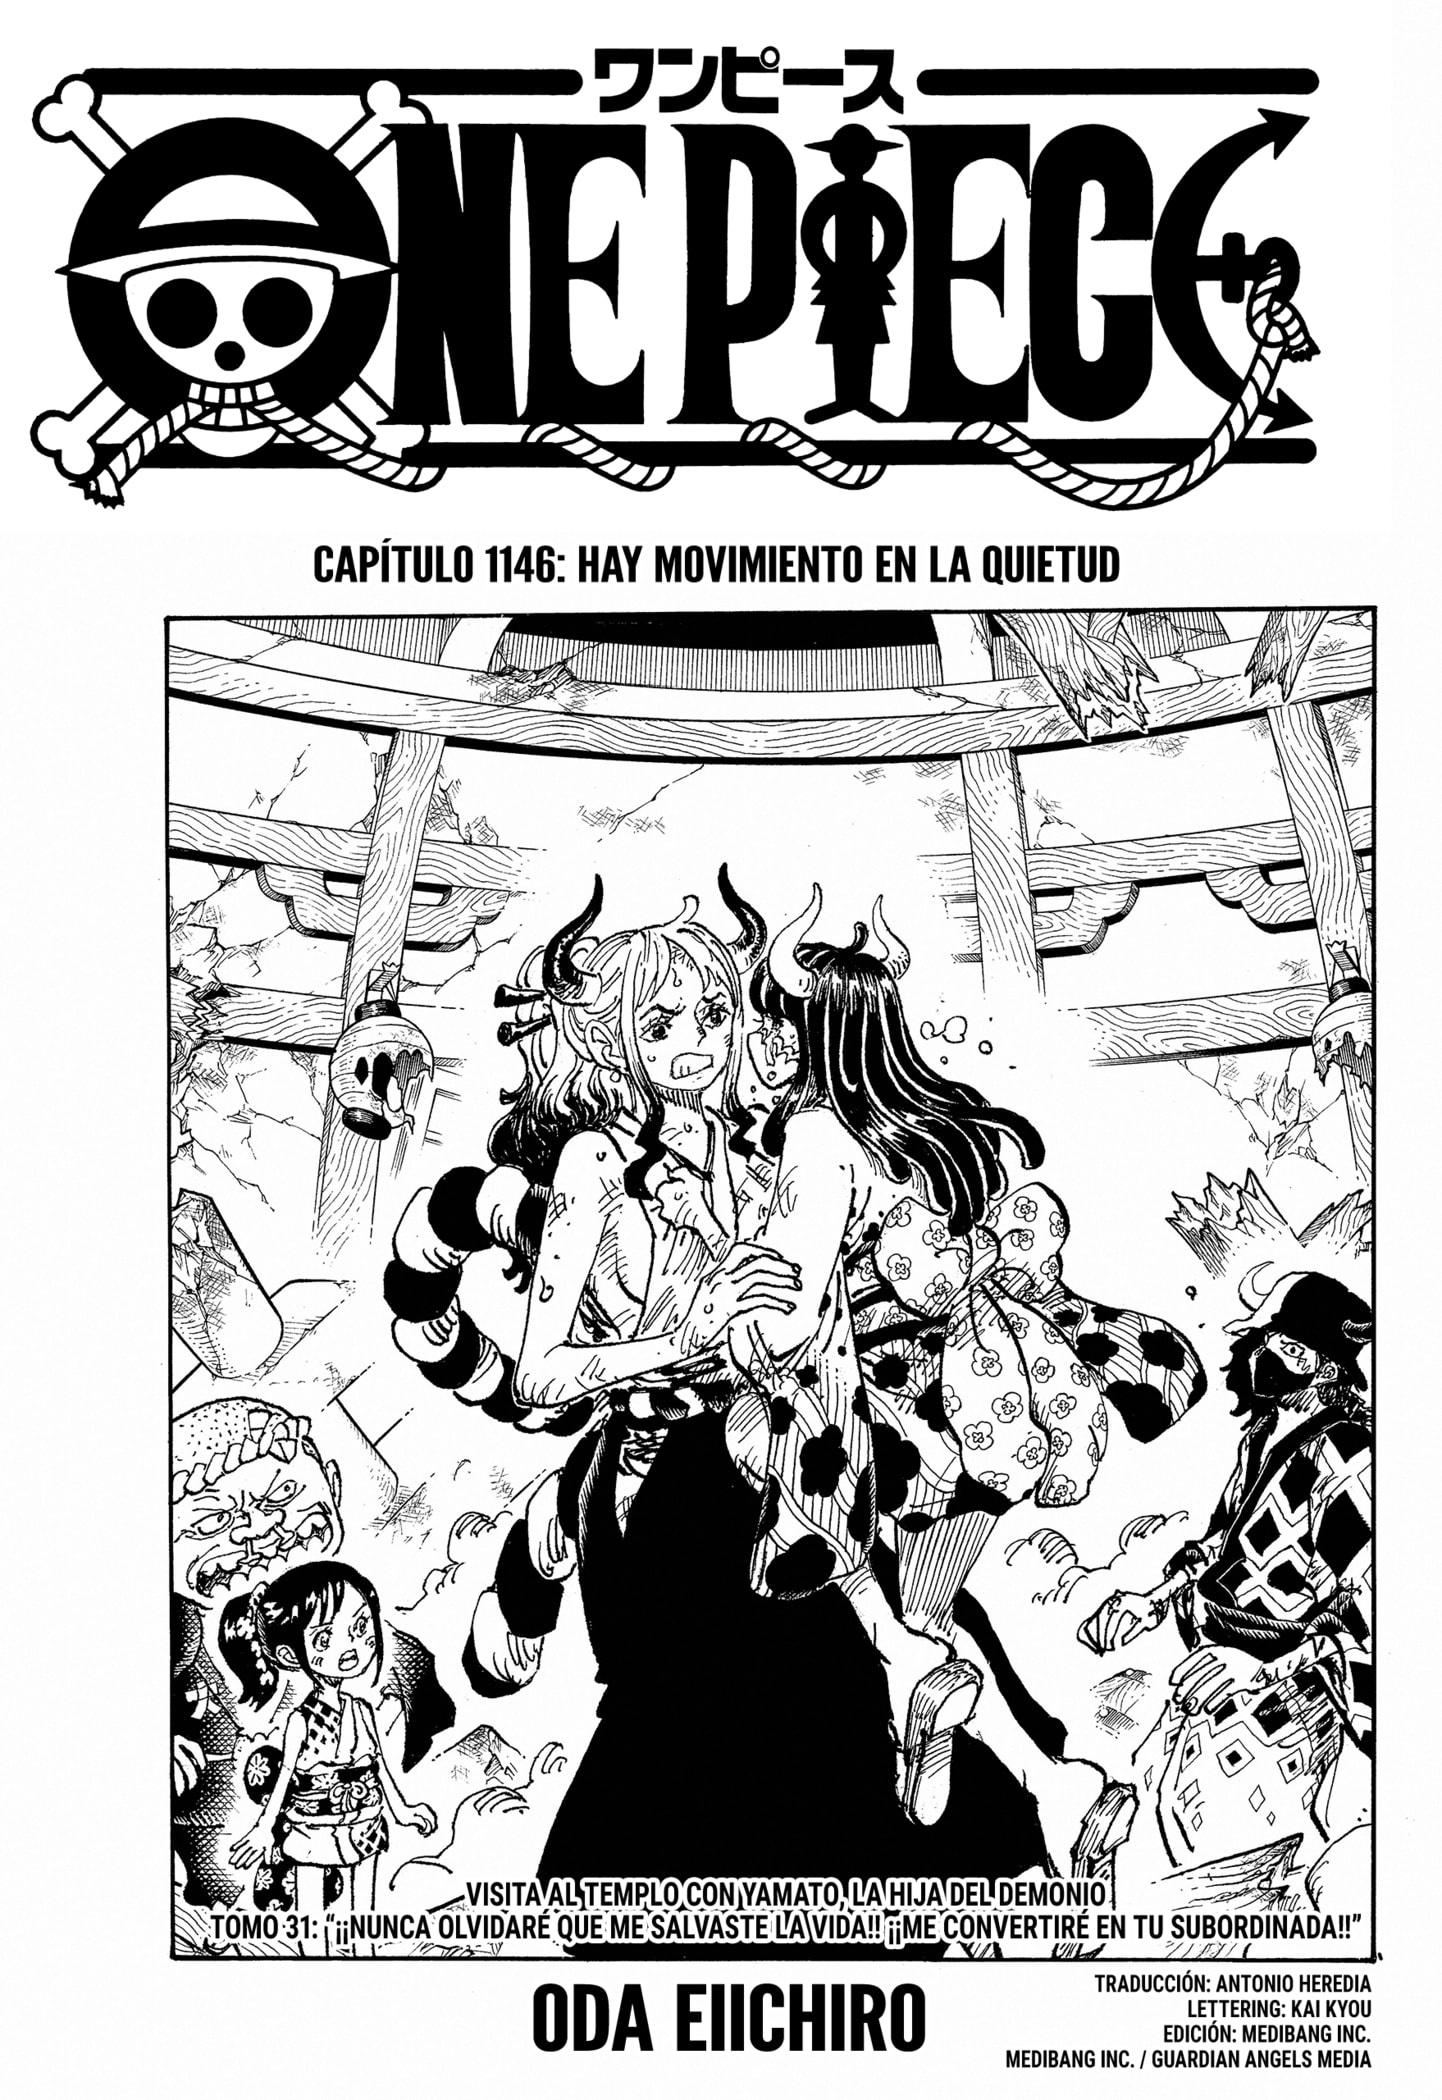 ワンピース
ONE PIECE
CAPÍTULO 1146: HAY MOVIMIENTO EN LA QUIETUD
VISITA AL TEMPLO CON YAMATO, LA HIJA DEL DEMONIO
TOMO 31: “¡¡NUNCA OLVIDARÉ QUE ME SALVASTE LA VIDA!! ¡¡ME CONVERTIRÉ EN TU SUBORDINADA!!”
ODA EIICHIRO
TRADUCCIÓN: ANTONIO HEREDIA
LETTERING: KAI KYOU
EDICIÓN: MEDIBANG INC.
MEDIBANG INC. / GUARDIAN ANGELS MEDIA